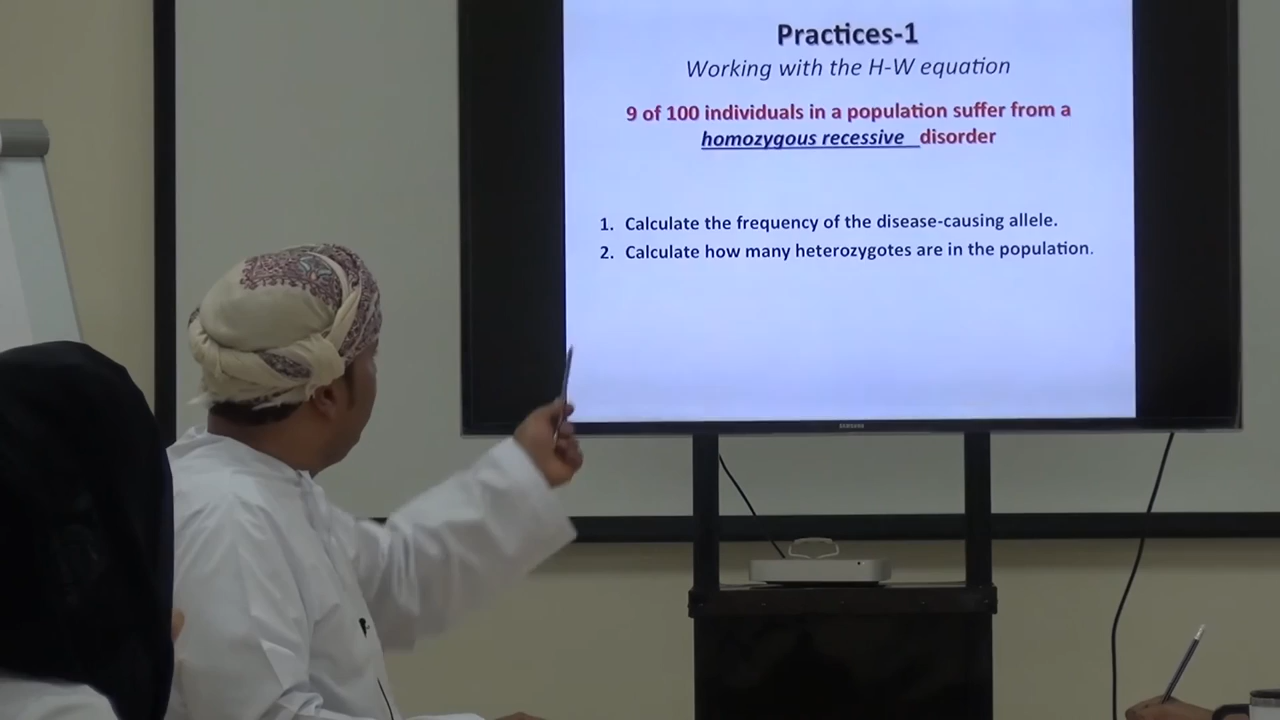 Practices-1
Working with the H-W equation
9 of 100 individuals in a population suffer from a
homozygous recessive disorder
1. Calculate the frequency of the disease-causing allele.
2. Calculate how many heterozygotes are in the population.
SAMSUNG